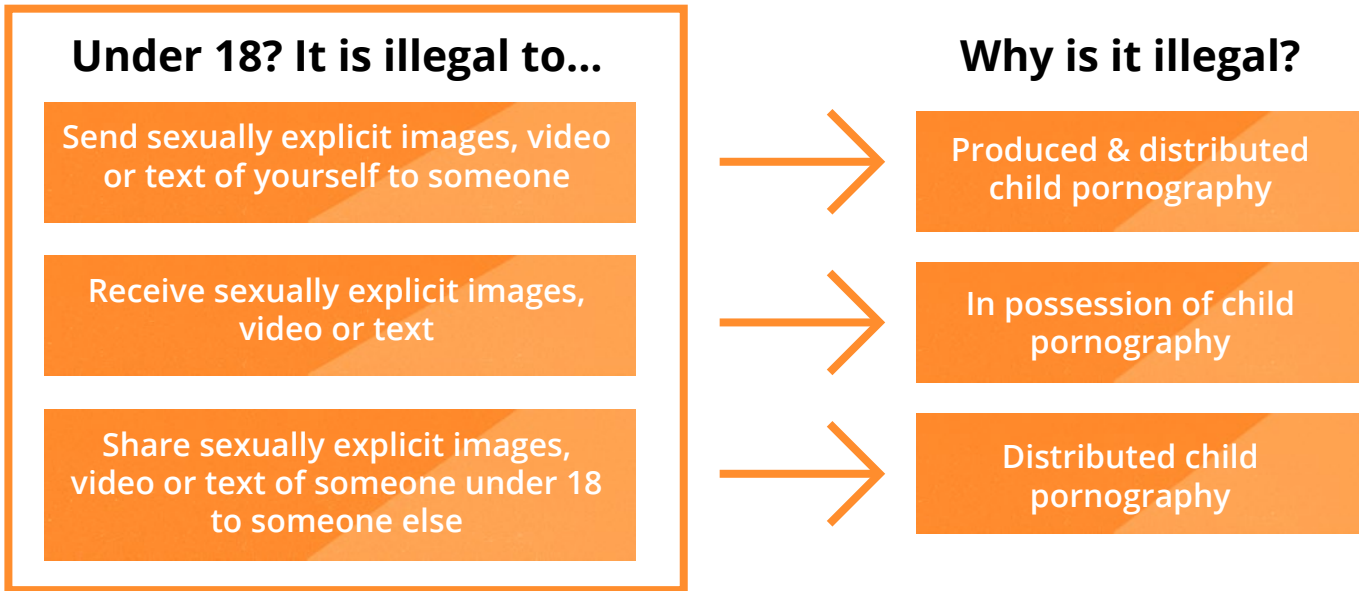 Under 18? It is illegal to...
Send sexually explicit images, video
or text of yourself to someone
Receive sexually explicit images,
video or text
Share sexually explicit images,
video or text of someone under 18
to someone else
Why is it illegal?
Produced & distributed
child pornography
In possession of child
pornography
Distributed child
pornography